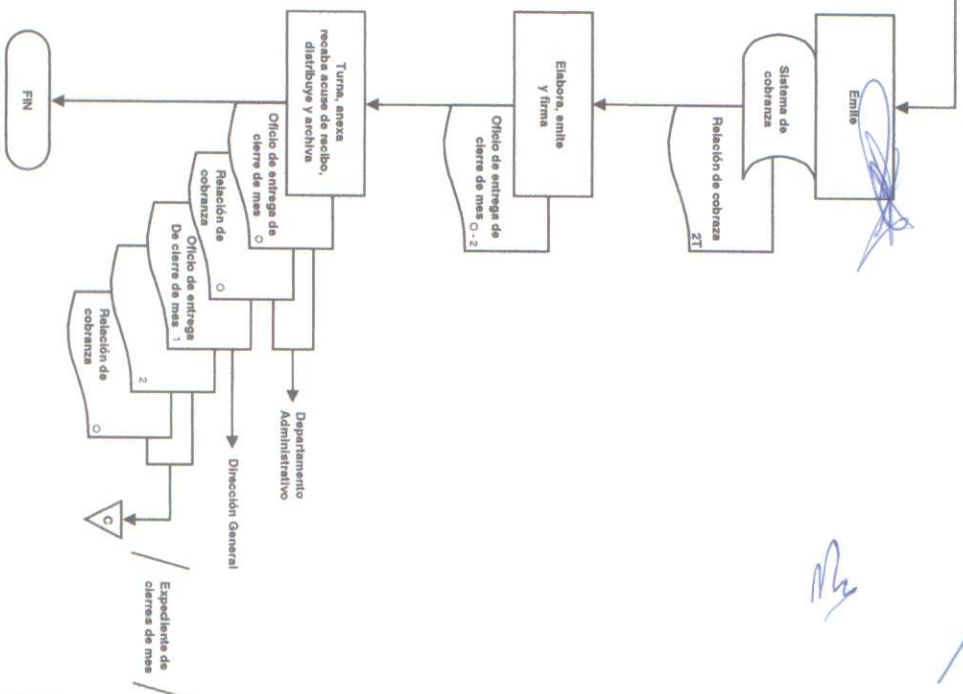 Emite
Sistema de
cobranza
Relación de cobraza
2T
Elabora, emite
y firma
Oficio de entrega de
cierre de mes
O - 2
Turna, anexa
recaba acuse de recibo,
distribuye y archiva
Oficio de entrega de
cierre de mes
O
Relación de
cobranza
O
Oficio de entrega
De cierre de mes
1
2
Relación de
cobranza
O
Departamento
Administrativo
Dirección General
C
Expediente de
cierres de mes
FIN